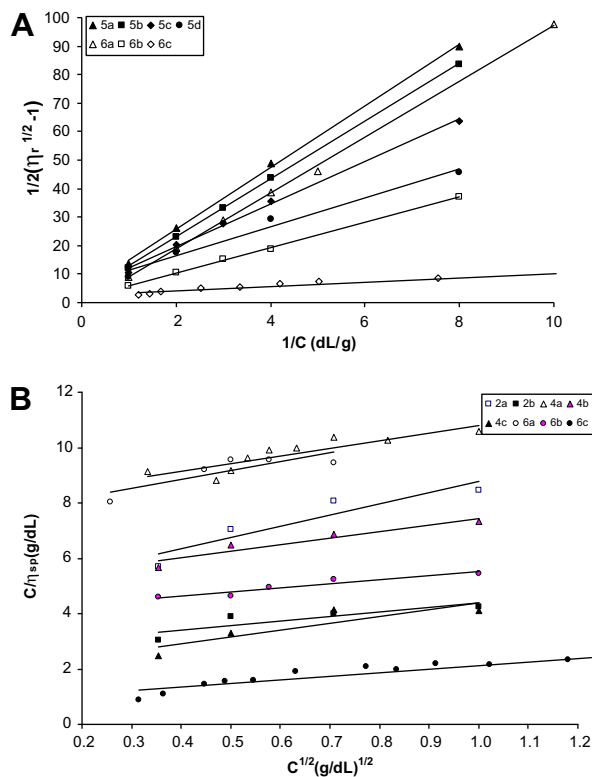 A
▲ 5a ■ 5b ◆ 5c ● 5d
△ 6a □ 6b ◇ 6c
100
90
80
70
60
50
40
30
20
10
0
1/2(ηr 1/2 -1)
0 2 4 6 8 10
1/C (dL/g)
B
□ 2a ■ 2b △ 4a ▲ 4b
▲ 4c ○ 6a ● 6b ● 6c
12
10
8
6
4
2
0
C/ηsp(g/dL)
0.2 0.3 0.4 0.5 0.6 0.7 0.8 0.9 1.0 1.1 1.2
C1/2(g/dL)1/2